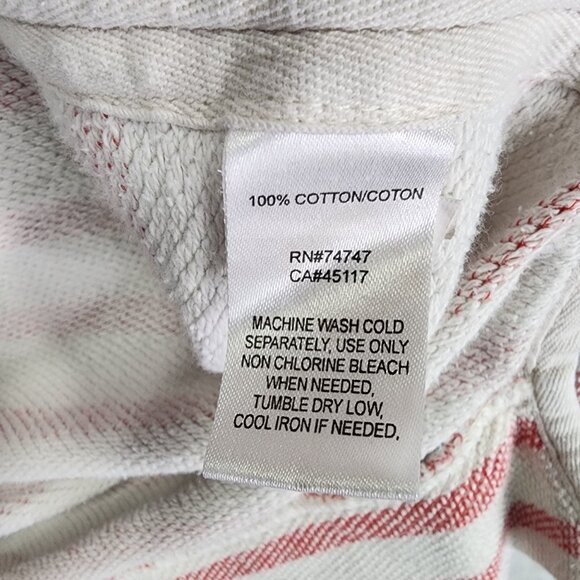 100% COTTON/COTON
RN#74747
CA#45117
MACHINE WASH COLD
SEPARATELY, USE ONLY
NON CHLORINE BLEACH
WHEN NEEDED,
TUMBLE DRY LOW,
COOL IRON IF NEEDED,